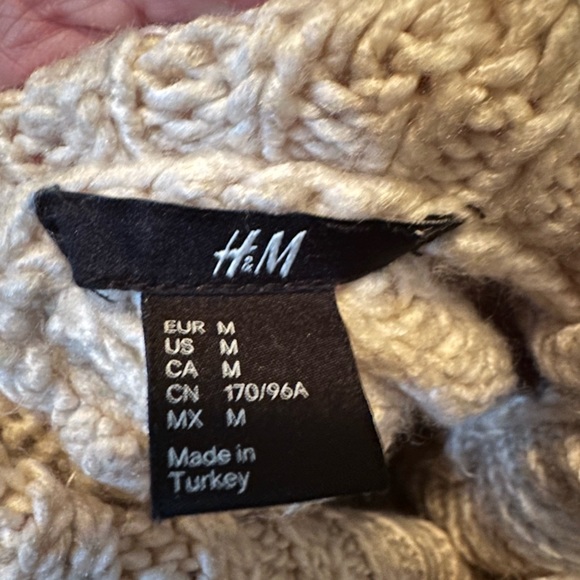 H&M
EUR M
US M
CA M
CN 170/96A
MX M
Made in
Turkey